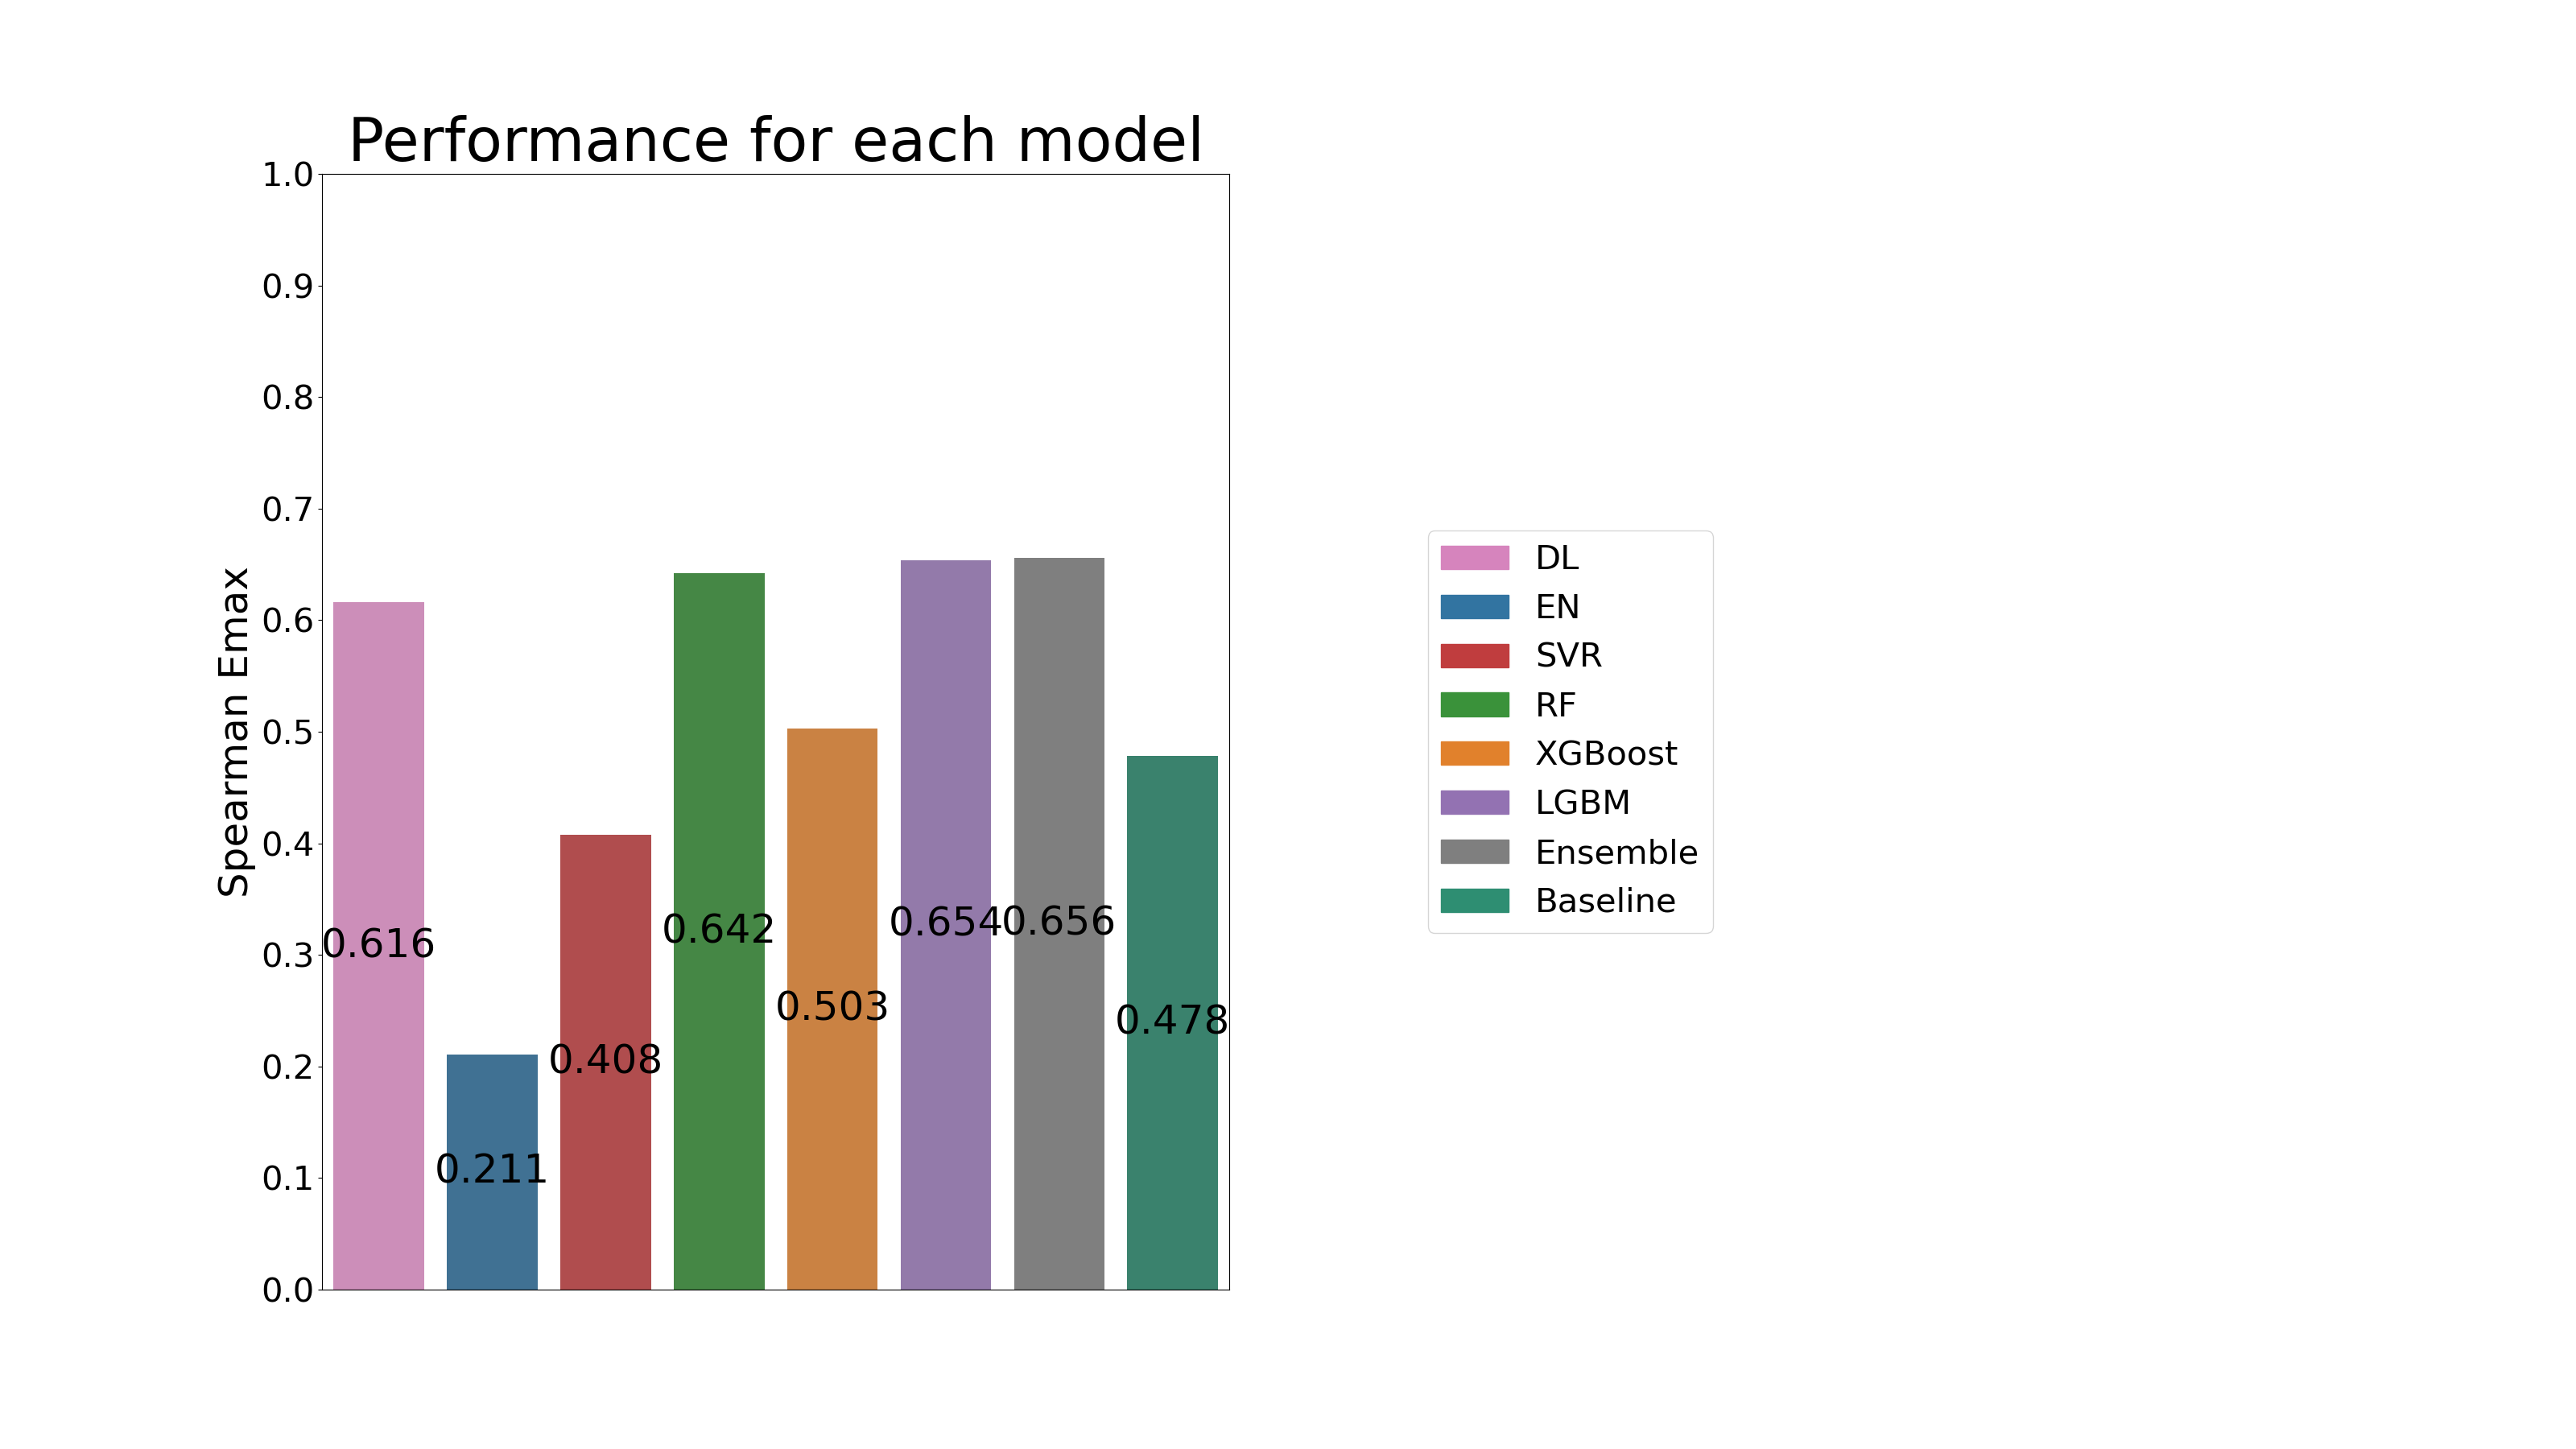 Performance for each model
1.0
0.9
0.8
0.7
0.6
0.5
0.4
0.3
0.2
0.1
0.0
Spearman Emax
0.616
0.211
0.408
0.642
0.503
0.654
0.656
0.478
DL
EN
SVR
RF
XGBoost
LGBM
Ensemble
Baseline